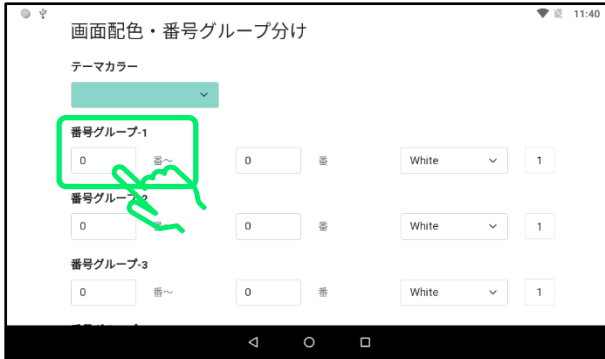 11:40
画面配色・番号グループ分け
テーマカラー
番号グループ-1
0 番～ 0 番 White 1
番号グループ-2
0 0 番 White 1
番号グループ-3
0 番～ 0 番 White 1